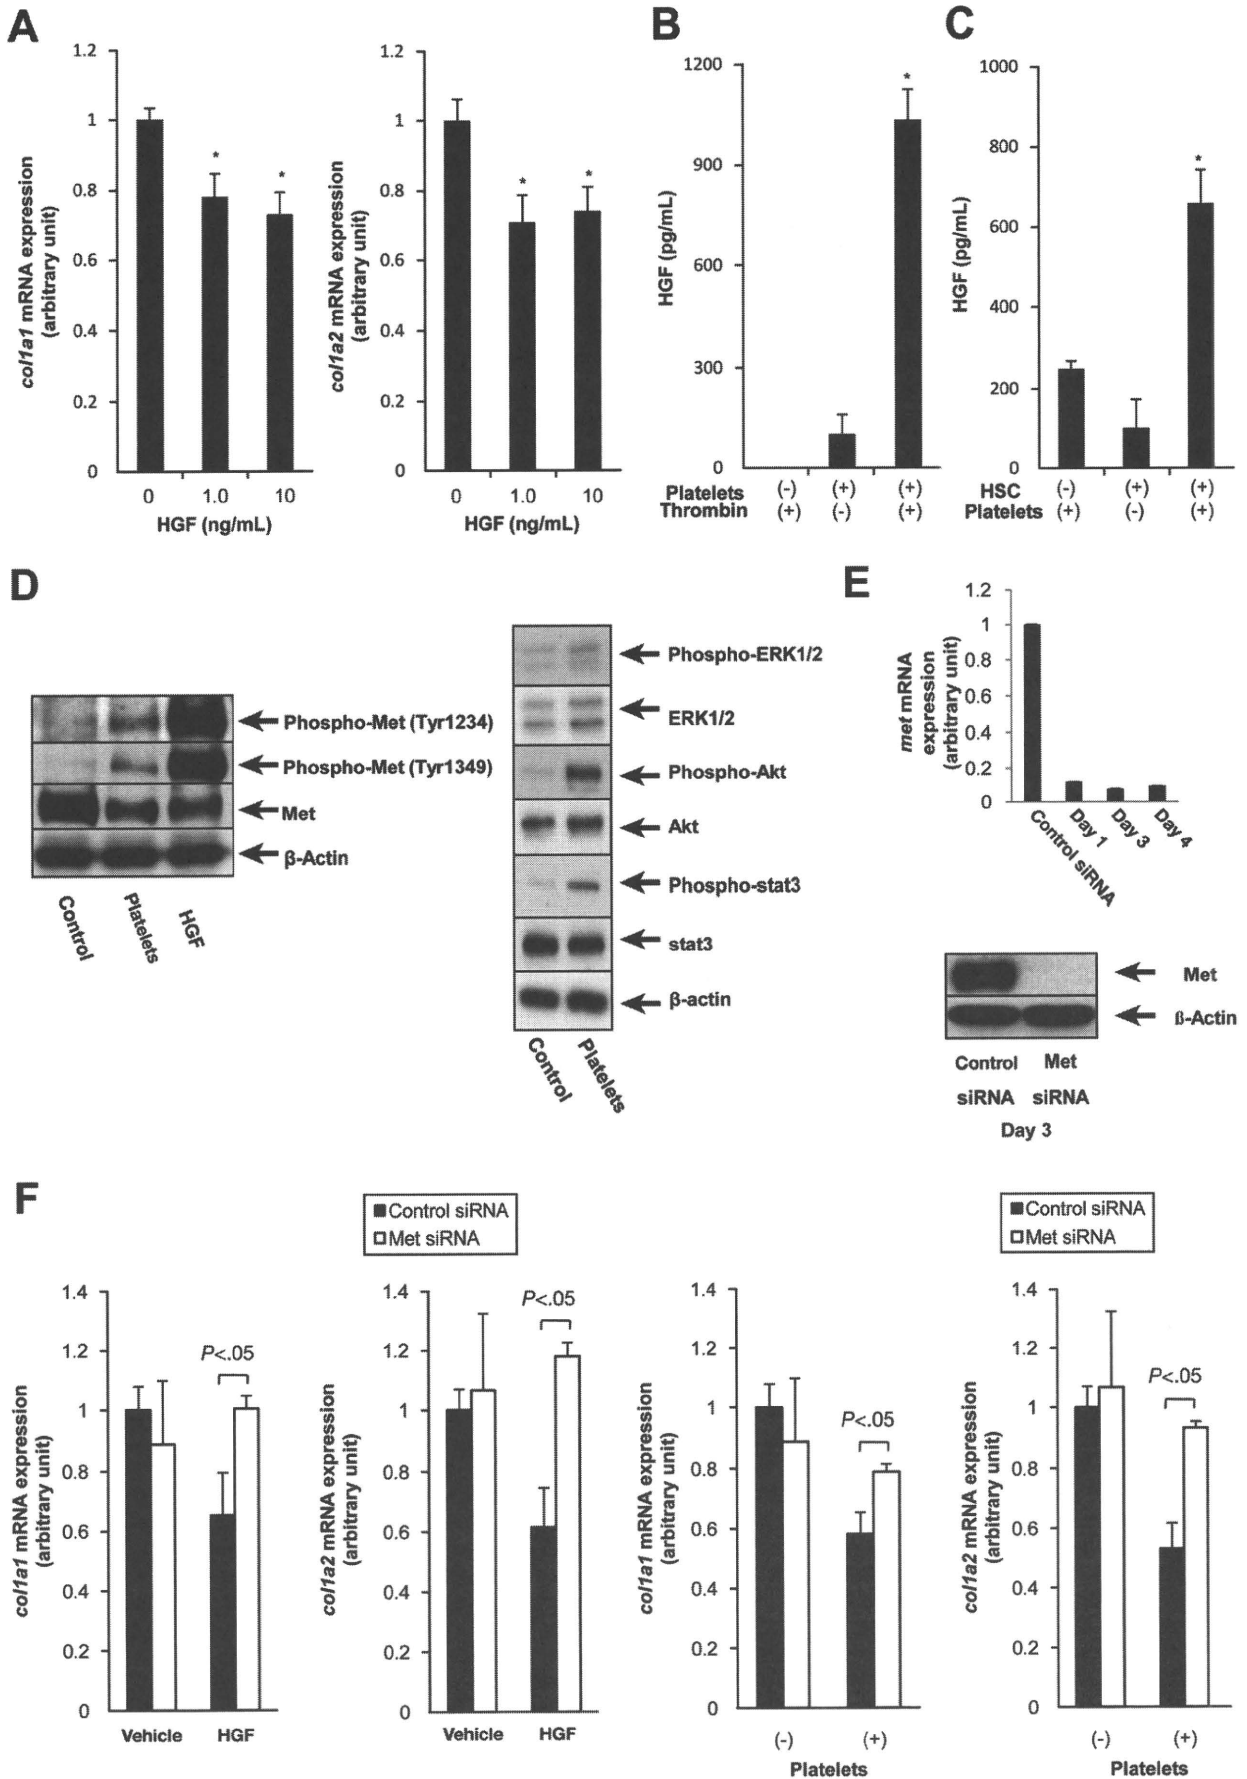 A
1.2
1
0.8
0.6
0.4
0.2
0
col1a1 mRNA expression
(arbitrary unit)
*
*
0 1.0 10
HGF (ng/mL)
1.2
1
0.8
0.6
0.4
0.2
0
col1a2 mRNA expression
(arbitrary unit)
*
*
0 1.0 10
HGF (ng/mL)
B
1200
900
600
300
0
HGF (pg/mL)
*
Platelets (-) (+) (+)
Thrombin (+) (-) (+)
C
1000
800
600
400
200
0
HGF (pg/mL)
*
HSC (-) (+) (+)
Platelets (+) (-) (+)
D
Phospho-Met (Tyr1234)
Phospho-Met (Tyr1349)
Met
β-Actin
Control
Platelets
HGF
Phospho-ERK1/2
ERK1/2
Phospho-Akt
Akt
Phospho-stat3
stat3
β-actin
Control
Platelets
E
1.2
1
0.8
0.6
0.4
0.2
0
met mRNA
expression
(arbitrary unit)
Control siRNA
Day 1
Day 3
Day 4
Met
ß-Actin
Control Met
siRNA siRNA
Day 3
F
Control siRNA
Met siRNA
1.4
1.2
1
0.8
0.6
0.4
0.2
0
col1a1 mRNA expression
(arbitrary unit)
P<.05
Vehicle HGF
1.4
1.2
1
0.8
0.6
0.4
0.2
0
col1a2 mRNA expression
(arbitrary unit)
P<.05
Vehicle HGF
Control siRNA
Met siRNA
1.4
1.2
1
0.8
0.6
0.4
0.2
0
col1a1 mRNA expression
(arbitrary unit)
P<.05
(-) (+)
Platelets
1.4
1.2
1
0.8
0.6
0.4
0.2
0
col1a2 mRNA expression
(arbitrary unit)
P<.05
(-) (+)
Platelets